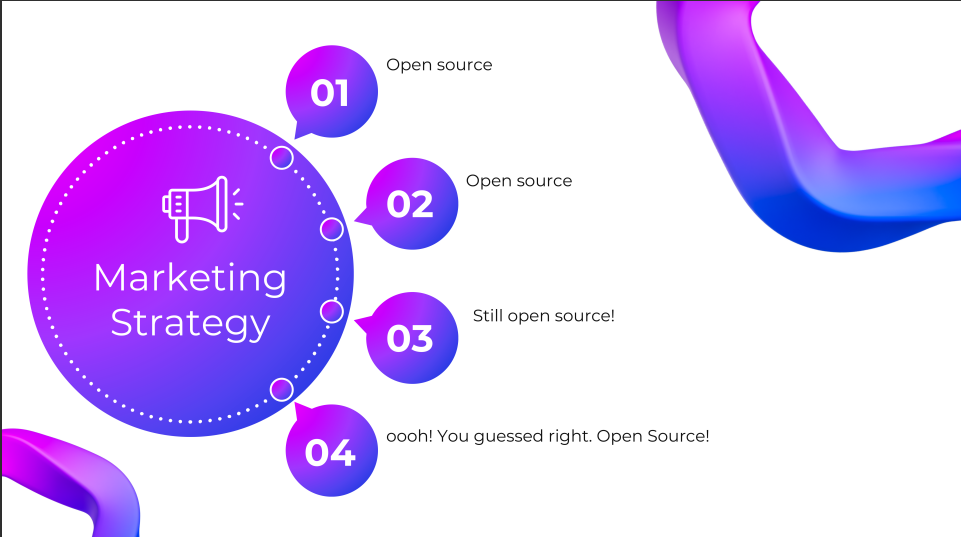 01
Open source
02
Open source
Marketing
Strategy
03
Still open source!
04
oooh! You guessed right. Open Source!